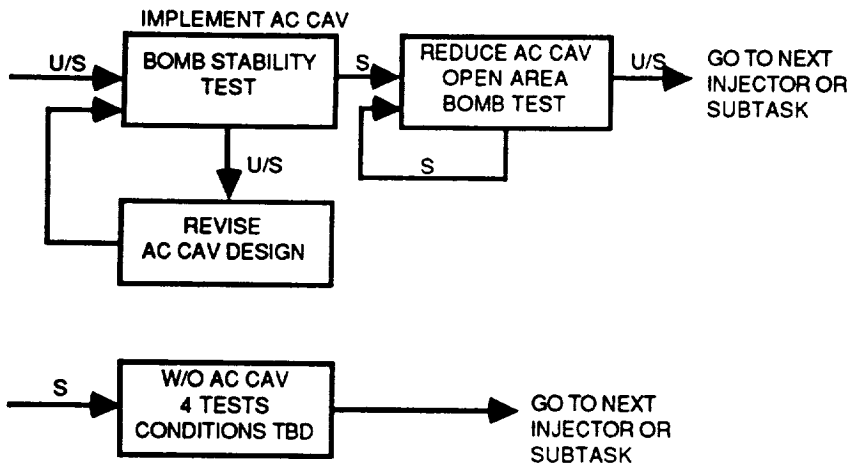 IMPLEMENT AC CAV
U/S
BOMB STABILITY
TEST
S
REDUCE AC CAV
OPEN AREA
BOMB TEST
U/S
GO TO NEXT
INJECTOR OR
SUBTASK
U/S
S
REVISE
AC CAV DESIGN
S
W/O AC CAV
4 TESTS
CONDITIONS TBD
GO TO NEXT
INJECTOR OR
SUBTASK